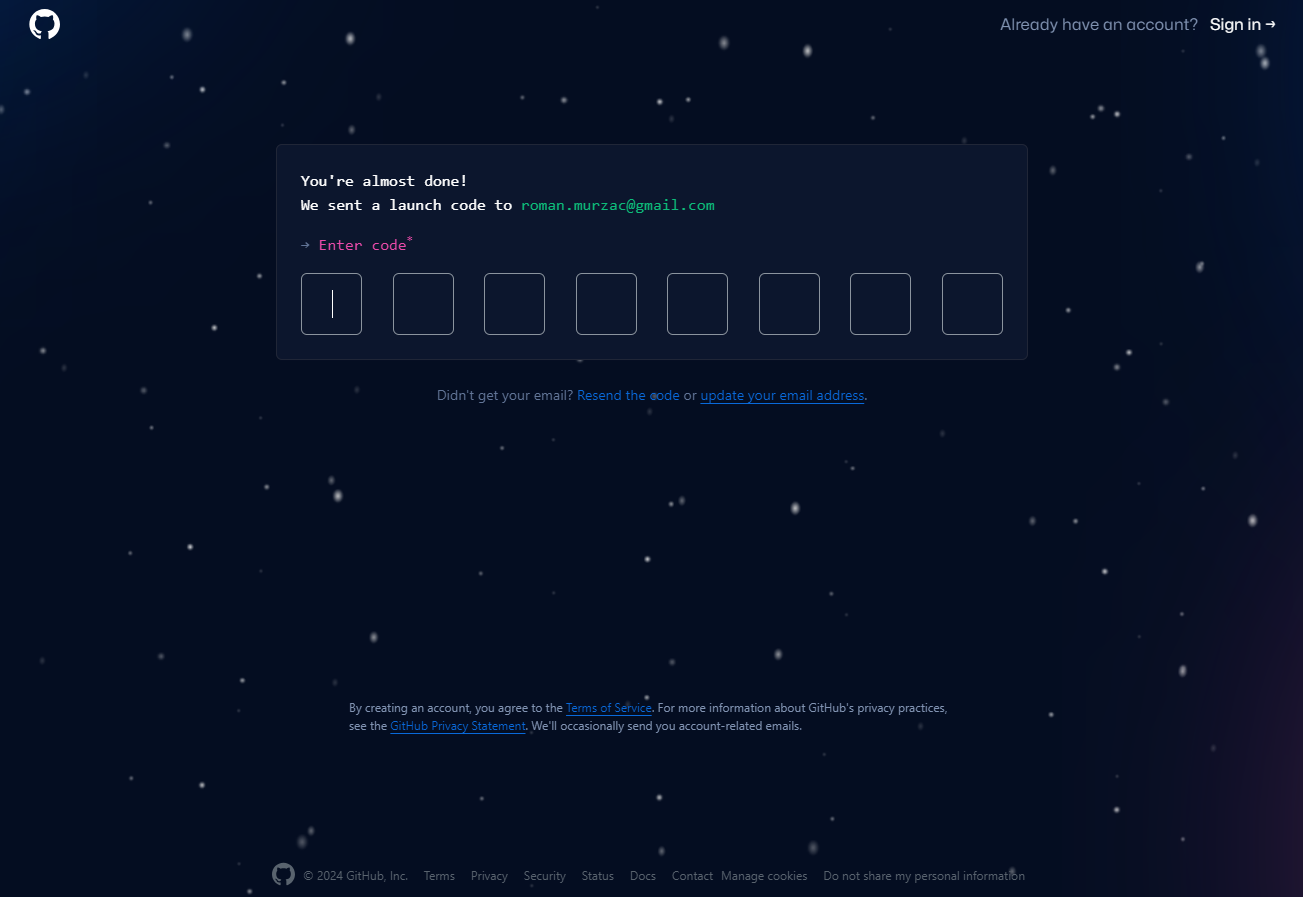 Already have an account? Sign in →
You're almost done!
We sent a launch code to roman.murzac@gmail.com
→ Enter code*
Didn't get your email? Resend the code or update your email address.
By creating an account, you agree to the Terms of Service. For more information about GitHub's privacy practices,
see the GitHub Privacy Statement. We'll occasionally send you account-related emails.
© 2024 GitHub, Inc. Terms Privacy Security Status Docs Contact Manage cookies Do not share my personal information